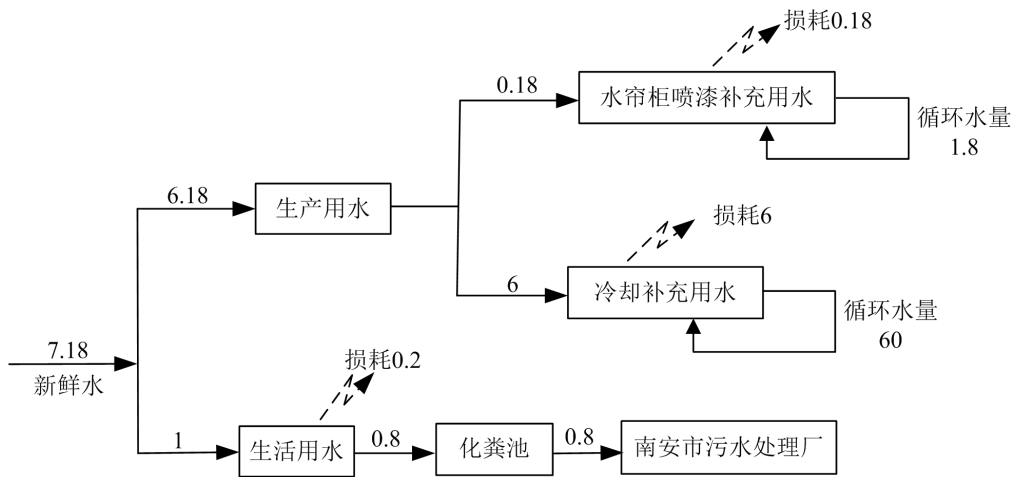 损耗0.18
0.18
水帘柜喷漆补充用水
循环水量
1.8
6.18
生产用水
损耗6
6
冷却补充用水
循环水量
60
7.18
新鲜水
损耗0.2
1
生活用水
0.8
化粪池
0.8
南安市污水处理厂